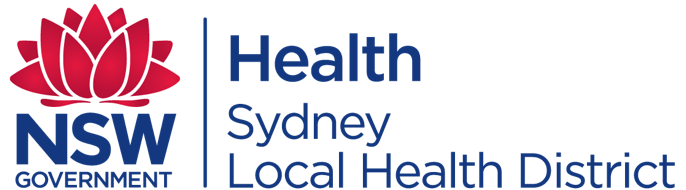 NSW
GOVERNMENT
Health
Sydney
Local Health District